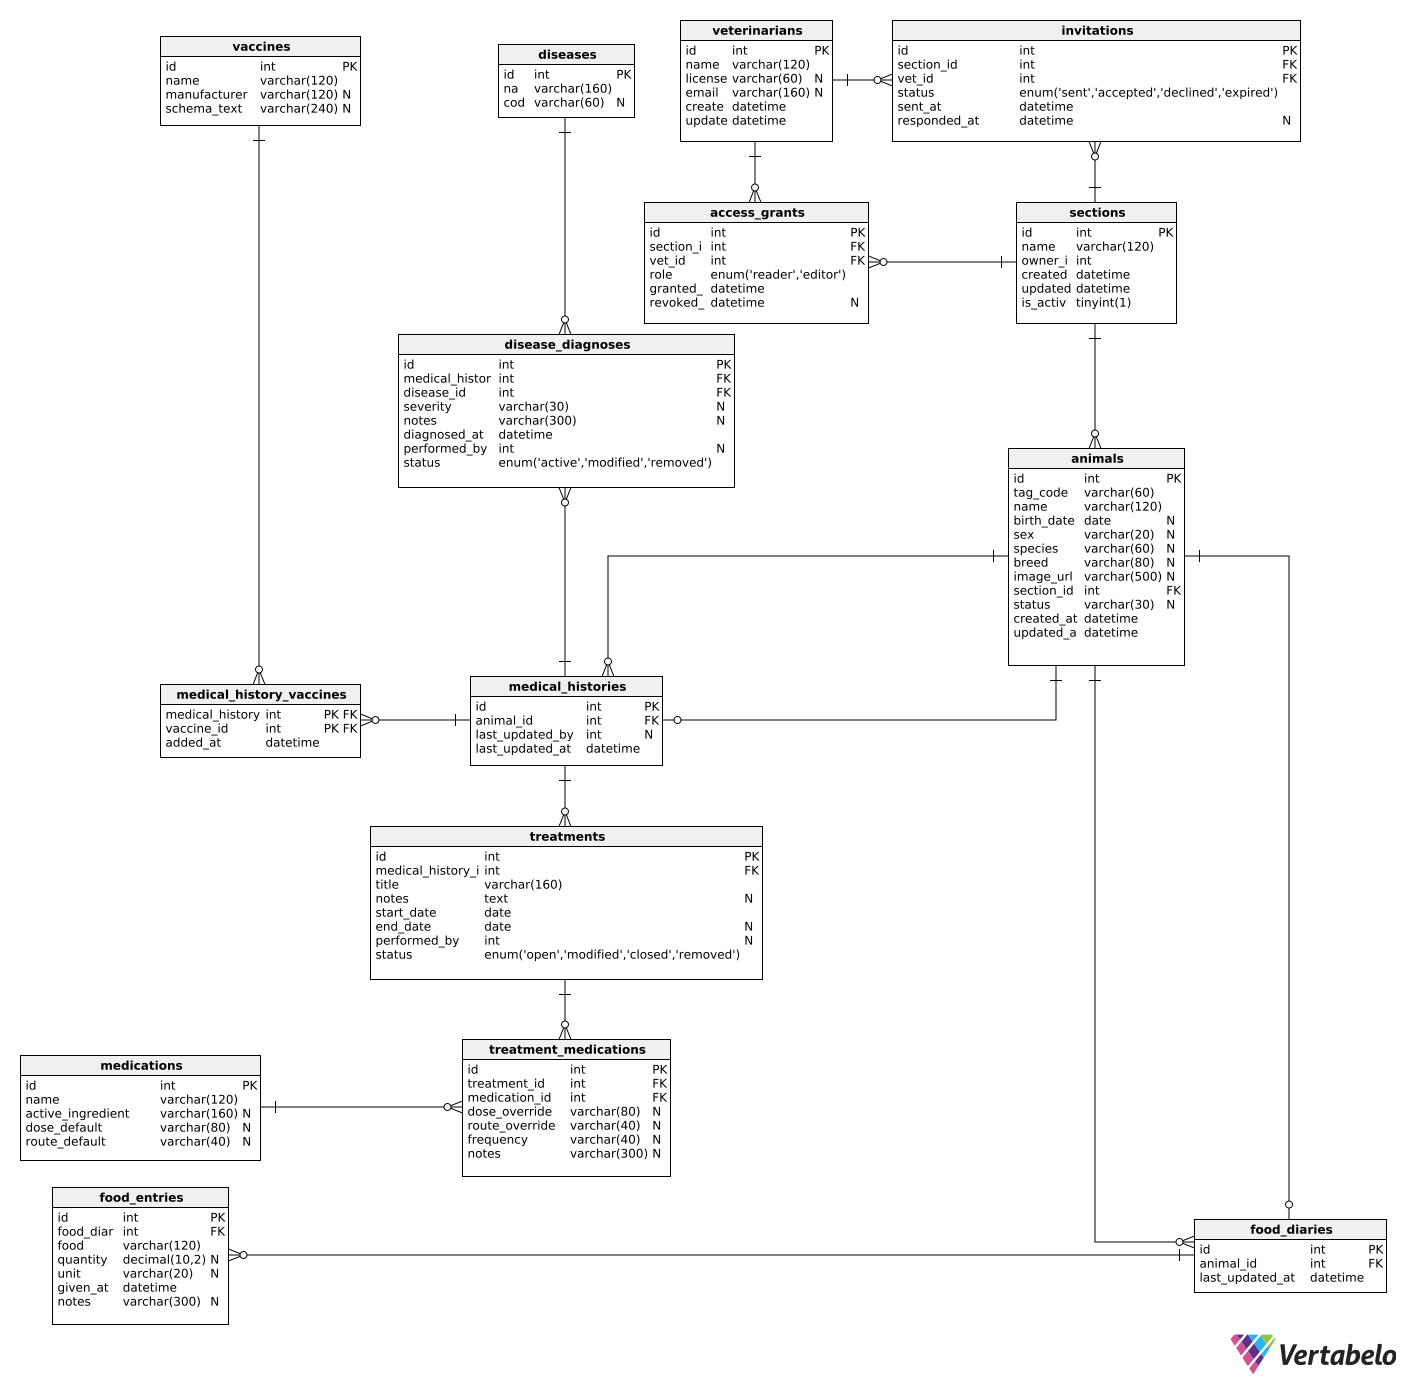 vaccines
id int PK
name varchar(120)
manufacturer varchar(120) N
schema_text varchar(240) N
diseases
id int PK
na varchar(160)
cod varchar(60) N
veterinarians
id int PK
name varchar(120)
license varchar(60) N
email varchar(160) N
create datetime
update datetime
invitations
id int PK
section_id int FK
vet_id int FK
status enum('sent','accepted','declined','expired')
sent_at datetime
responded_at datetime N
access_grants
id int PK
section_i int FK
vet_id int FK
role enum('reader','editor')
granted_ datetime
revoked_ datetime N
sections
id int PK
name varchar(120)
owner_i int
created datetime
updated datetime
is_activ tinyint(1)
disease_diagnoses
id int PK
medical_histor int FK
disease_id int FK
severity varchar(30) N
notes varchar(300) N
diagnosed_at datetime
performed_by int N
status enum('active','modified','removed')
animals
id int PK
tag_code varchar(60)
name varchar(120)
birth_date date N
sex varchar(20) N
species varchar(60) N
breed varchar(80) N
image_url varchar(500) N
section_id int FK
status varchar(30) N
created_at datetime
updated_a datetime
medical_history_vaccines
medical_history int PK FK
vaccine_id int PK FK
added_at datetime
medical_histories
id int PK
animal_id int FK
last_updated_by int N
last_updated_at datetime
treatments
id int PK
medical_history_i int FK
title varchar(160)
notes text N
start_date date
end_date date N
performed_by int N
status enum('open','modified','closed','removed')
medications
id int PK
name varchar(120)
active_ingredient varchar(160) N
dose_default varchar(80) N
route_default varchar(40) N
treatment_medications
id int PK
treatment_id int FK
medication_id int FK
dose_override varchar(80) N
route_override varchar(40) N
frequency varchar(40) N
notes varchar(300) N
food_entries
id int PK
food_diar int FK
food varchar(120)
quantity decimal(10,2) N
unit varchar(20) N
given_at datetime
notes varchar(300) N
food_diaries
id int PK
animal_id int FK
last_updated_at datetime
Vertabelo